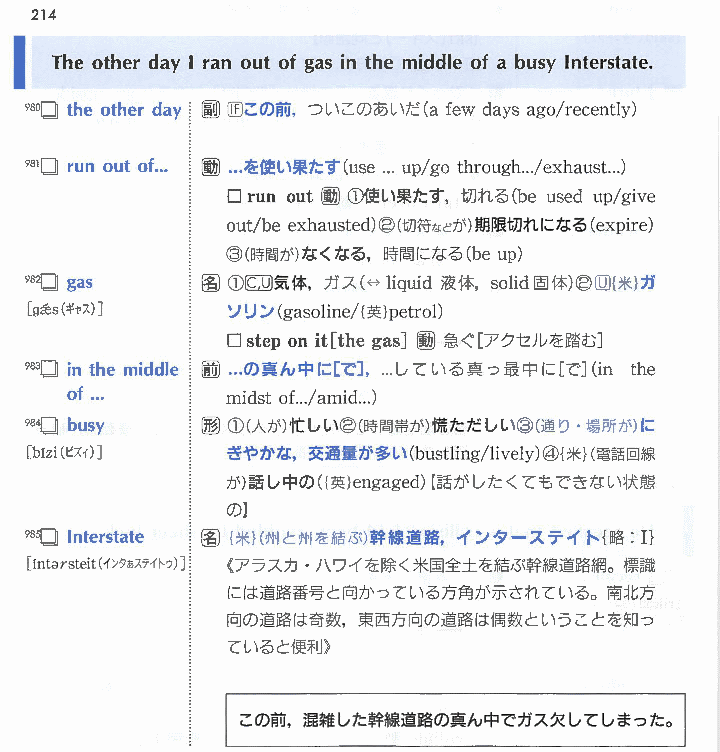 214
The other day I ran out of gas in the middle of a busy Interstate.
980□ the other day 副 IFこの前，ついこのあいだ(a few days ago/recently)
981□ run out of... 動 …を使い果たす(use ... up/go through.../exhaust...)
□ run out 動 ①使い果たす，切れる(be used up/give
out/be exhausted)②(切符などが)期限切れになる(expire)
③(時間が)なくなる，時間になる(be up)
982□ gas 名 ①C,U気体，ガス(↔ liquid 液体，solid 固体)②U{米}ガ
[gǽs(ギャス)] ソリン(gasoline/{英}petrol)
□ step on it[the gas] 動 急ぐ[アクセルを踏む]
983□ in the middle 前 …の真ん中に[で]，…している真っ最中に[で](in the
of ... midst of.../amid...)
984□ busy 形 ①(人が)忙しい②(時間帯が)慌ただしい③(通り・場所が)に
[bɪ́zi(ビズィ)] ぎやかな，交通量が多い(bustling/lively)④{米}(電話回線
が)話し中の({英}engaged)【話がしたくてもできない状態
の】
985□ Interstate 名 {米}(州と州を結ぶ)幹線道路，インターステイト{略：I}
[ɪ́ntərsteit(インタぁステイトゥ)] 《アラスカ・ハワイを除く米国全土を結ぶ幹線道路網。標識
には道路番号と向かっている方角が示されている。南北方
向の道路は奇数，東西方向の道路は偶数ということを知っ
ていると便利》
この前，混雑した幹線道路の真ん中でガス欠してしまった。